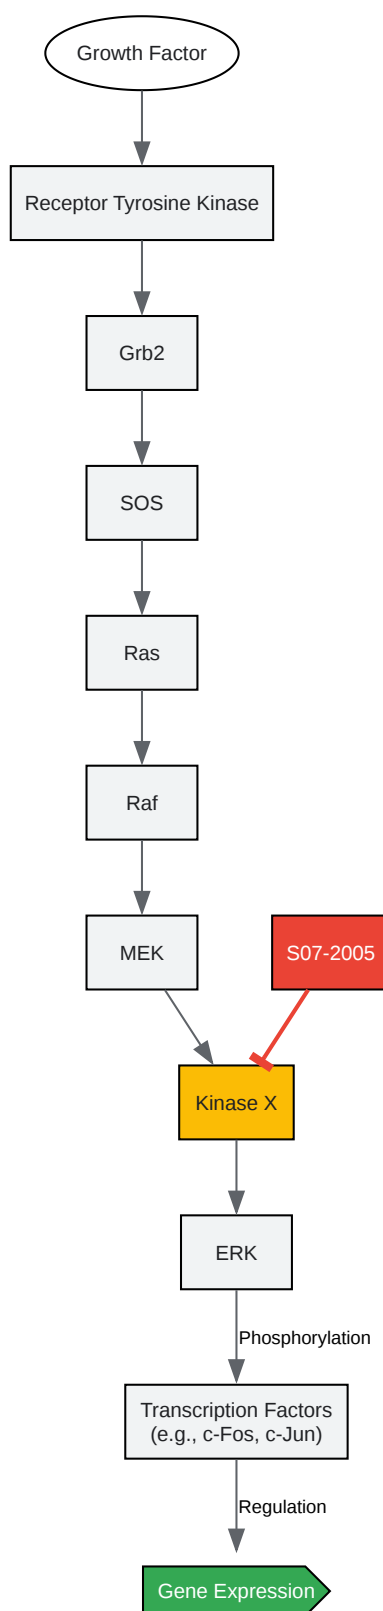 Growth Factor
Receptor Tyrosine Kinase
Grb2
SOS
Ras
Raf
MEK
S07-2005
Kinase X
ERK
Phosphorylation
Transcription Factors
(e.g., c-Fos, c-Jun)
Regulation
Gene Expression